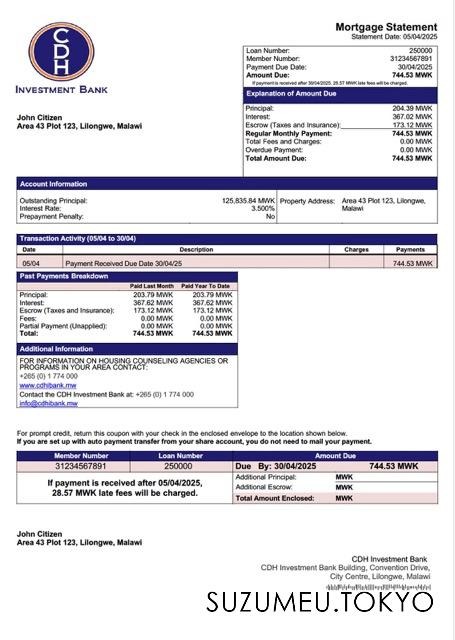 CDH
INVESTMENT BANK
Mortgage Statement
Statement Date: 05/04/2025
Loan Number: 250000
Member Number: 31234567891
Payment Due Date: 30/04/2025
Amount Due: 744.53 MWK
If payment is received after 30/04/2025, 28.57 MWK late fees will be charged.
Explanation of Amount Due
Principal: 204.39 MWK
Interest: 367.02 MWK
Escrow (Taxes and Insurance): 173.12 MWK
Regular Monthly Payment: 744.53 MWK
Total Fees and Charges: 0.00 MWK
Overdue Payment: 0.00 MWK
Total Amount Due: 744.53 MWK
John Citizen
Area 43 Plot 123, Lilongwe, Malawi
Account Information
Outstanding Principal: 125,835.84 MWK
Interest Rate: 3.500%
Prepayment Penalty: No
Property Address: Area 43 Plot 123, Lilongwe,
Malawi
Transaction Activity (05/04 to 30/04)
Date Description Charges Payments
05/04 Payment Received Due Date 30/04/25 744.53 MWK
Past Payments Breakdown
Paid Last Month Paid Year To Date
Principal: 203.79 MWK 203.79 MWK
Interest: 367.62 MWK 367.62 MWK
Escrow (Taxes and Insurance): 173.12 MWK 173.12 MWK
Fees: 0.00 MWK 0.00 MWK
Partial Payment (Unapplied): 0.00 MWK 0.00 MWK
Total: 744.53 MWK 744.53 MWK
Additional Information
FOR INFORMATION ON HOUSING COUNSELING AGENCIES OR
PROGRAMS IN YOUR AREA CONTACT:
+265 (0) 1 774 000
www.cdhibank.mw
Contact the CDH Investment Bank at: +265 (0) 1 774 000
info@cdhibank.mw
For prompt credit, return this coupon with your check in the enclosed envelope to the location shown below.
If you are set up with auto payment transfer from your share account, you do not need to mail your payment.
Member Number Loan Number Amount Due
31234567891 250000 Due By: 30/04/2025 744.53 MWK
If payment is received after 05/04/2025,
28.57 MWK late fees will be charged.
Additional Principal: MWK
Additional Escrow: MWK
Total Amount Enclosed: MWK
John Citizen
Area 43 Plot 123, Lilongwe, Malawi
CDH Investment Bank
CDH Investment Bank Building, Convention Drive,
City Centre, Lilongwe, Malawi
SUZUMEU.TOKYO